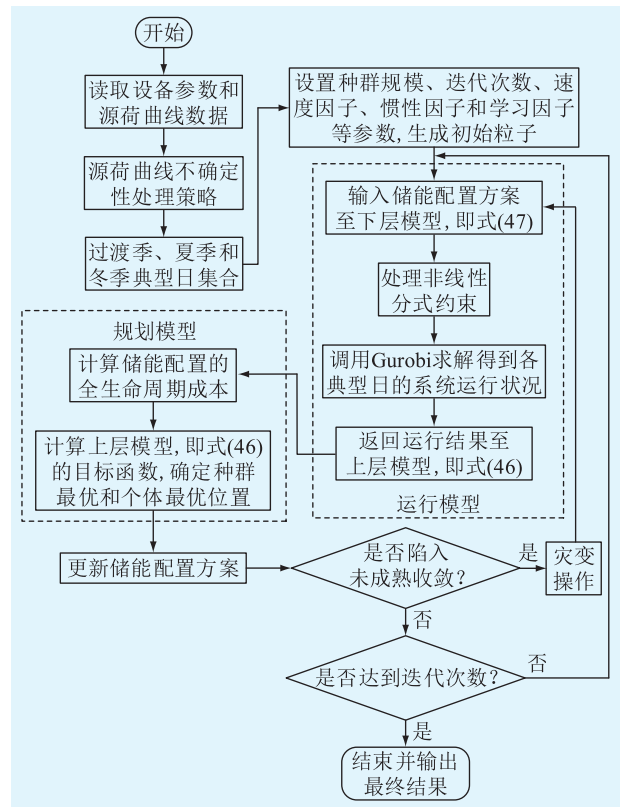 开始
读取设备参数和
源荷曲线数据
源荷曲线不确定
性处理策略
过渡季、夏季和
冬季典型日集合
设置种群规模、迭代次数、速
度因子、惯性因子和学习因子
等参数,生成初始粒子
输入储能配置方案
至下层模型,即式(47)
处理非线性
分式约束
调用Gurobi求解得到各
典型日的系统运行状况
返回运行结果至
上层模型,即式(46)
运行模型
规划模型
计算储能配置的
全生命周期成本
计算上层模型,即式(46)
的目标函数,确定种群
最优和个体最优位置
更新储能配置方案
是否陷入
未成熟收敛?
是
灾变
操作
否
是否达到迭代次数?
否
是
结束并输出
最终结果